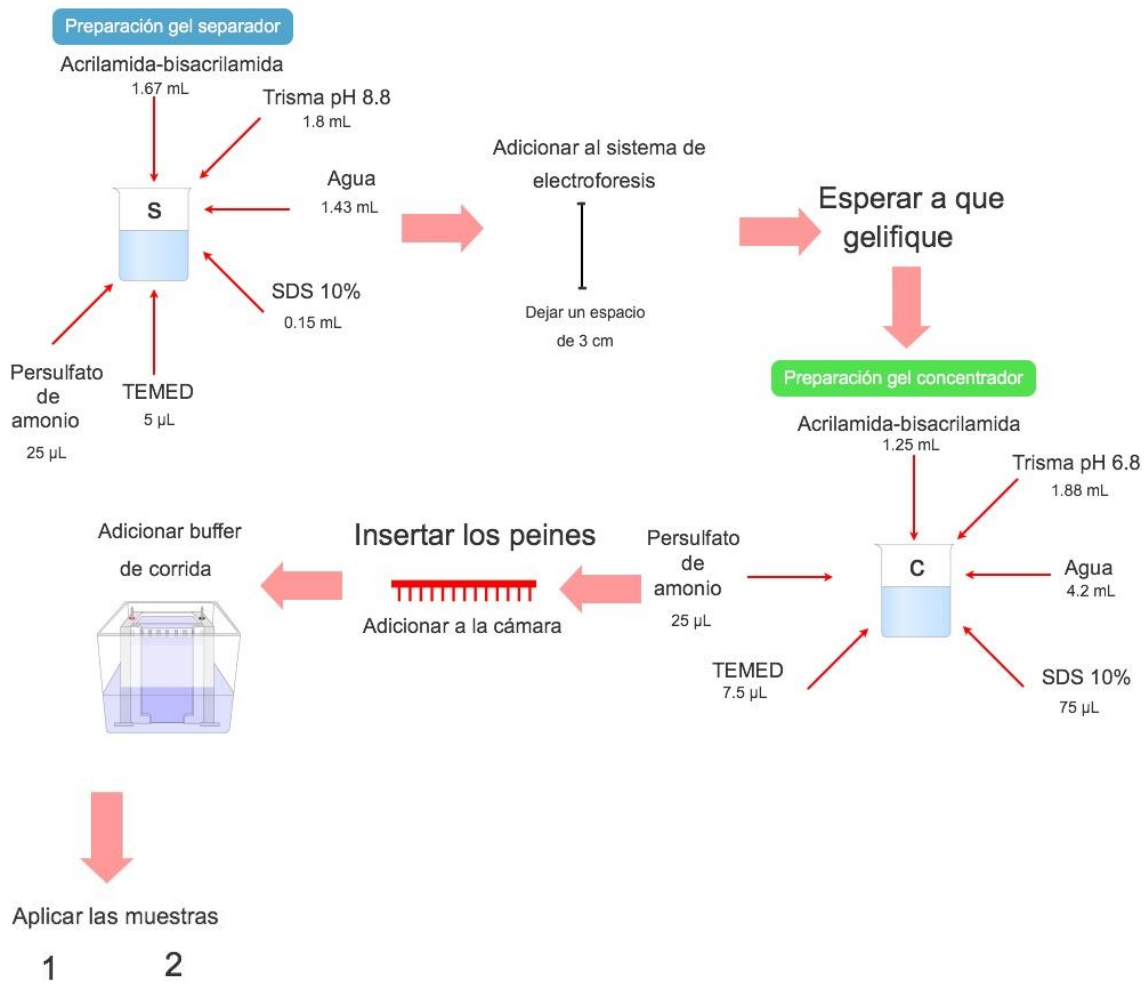 Preparación gel separador
Acrilamida-bisacrilamida
1.67 mL
Trisma pH 8.8
1.8 mL
Agua
1.43 mL
S
SDS 10%
0.15 mL
TEMED
5 µL
Persulfato
de
amonio
25 µL
Adicionar al sistema de
electroforesis
Dejar un espacio
de 3 cm
Esperar a que
gelifique
Preparación gel concentrador
Acrilamida-bisacrilamida
1.25 mL
Trisma pH 6.8
1.88 mL
Agua
4.2 mL
C
SDS 10%
75 µL
TEMED
7.5 µL
Persulfato
de
amonio
25 µL
Insertar los peines
Adicionar a la cámara
Adicionar buffer
de corrida
Aplicar las muestras
1 2